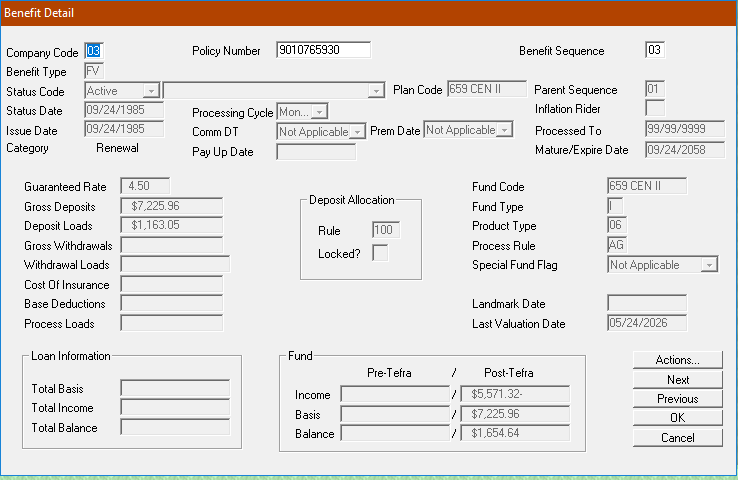 Benefit Detail
Company Code 03 Policy Number 9010765930 Benefit Sequence 03
Benefit Type FV
Status Code Active Plan Code 659 CEN II Parent Sequence 01
Status Date 09/24/1985 Processing Cycle Mon... Inflation Rider
Issue Date 09/24/1985 Comm DT Not Applicable Prem Date Not Applicable Processed To 99/99/9999
Category Renewal Pay Up Date Mature/Expire Date 09/24/2058
Guaranteed Rate 4.50 Fund Code 659 CEN II
Gross Deposits $7,225.96 Deposit Allocation Fund Type I
Deposit Loads $1,163.05 Rule 100 Product Type 06
Gross Withdrawals Locked? Process Rule AG
Withdrawal Loads Special Fund Flag Not Applicable
Cost Of Insurance
Base Deductions Landmark Date
Process Loads Last Valuation Date 05/24/2026
Loan Information Fund Actions...
Pre-Tefra / Post-Tefra Next
Total Basis Income / $5,571.32- Previous
Total Income Basis / $7,225.96 OK
Total Balance Balance / $1,654.64 Cancel